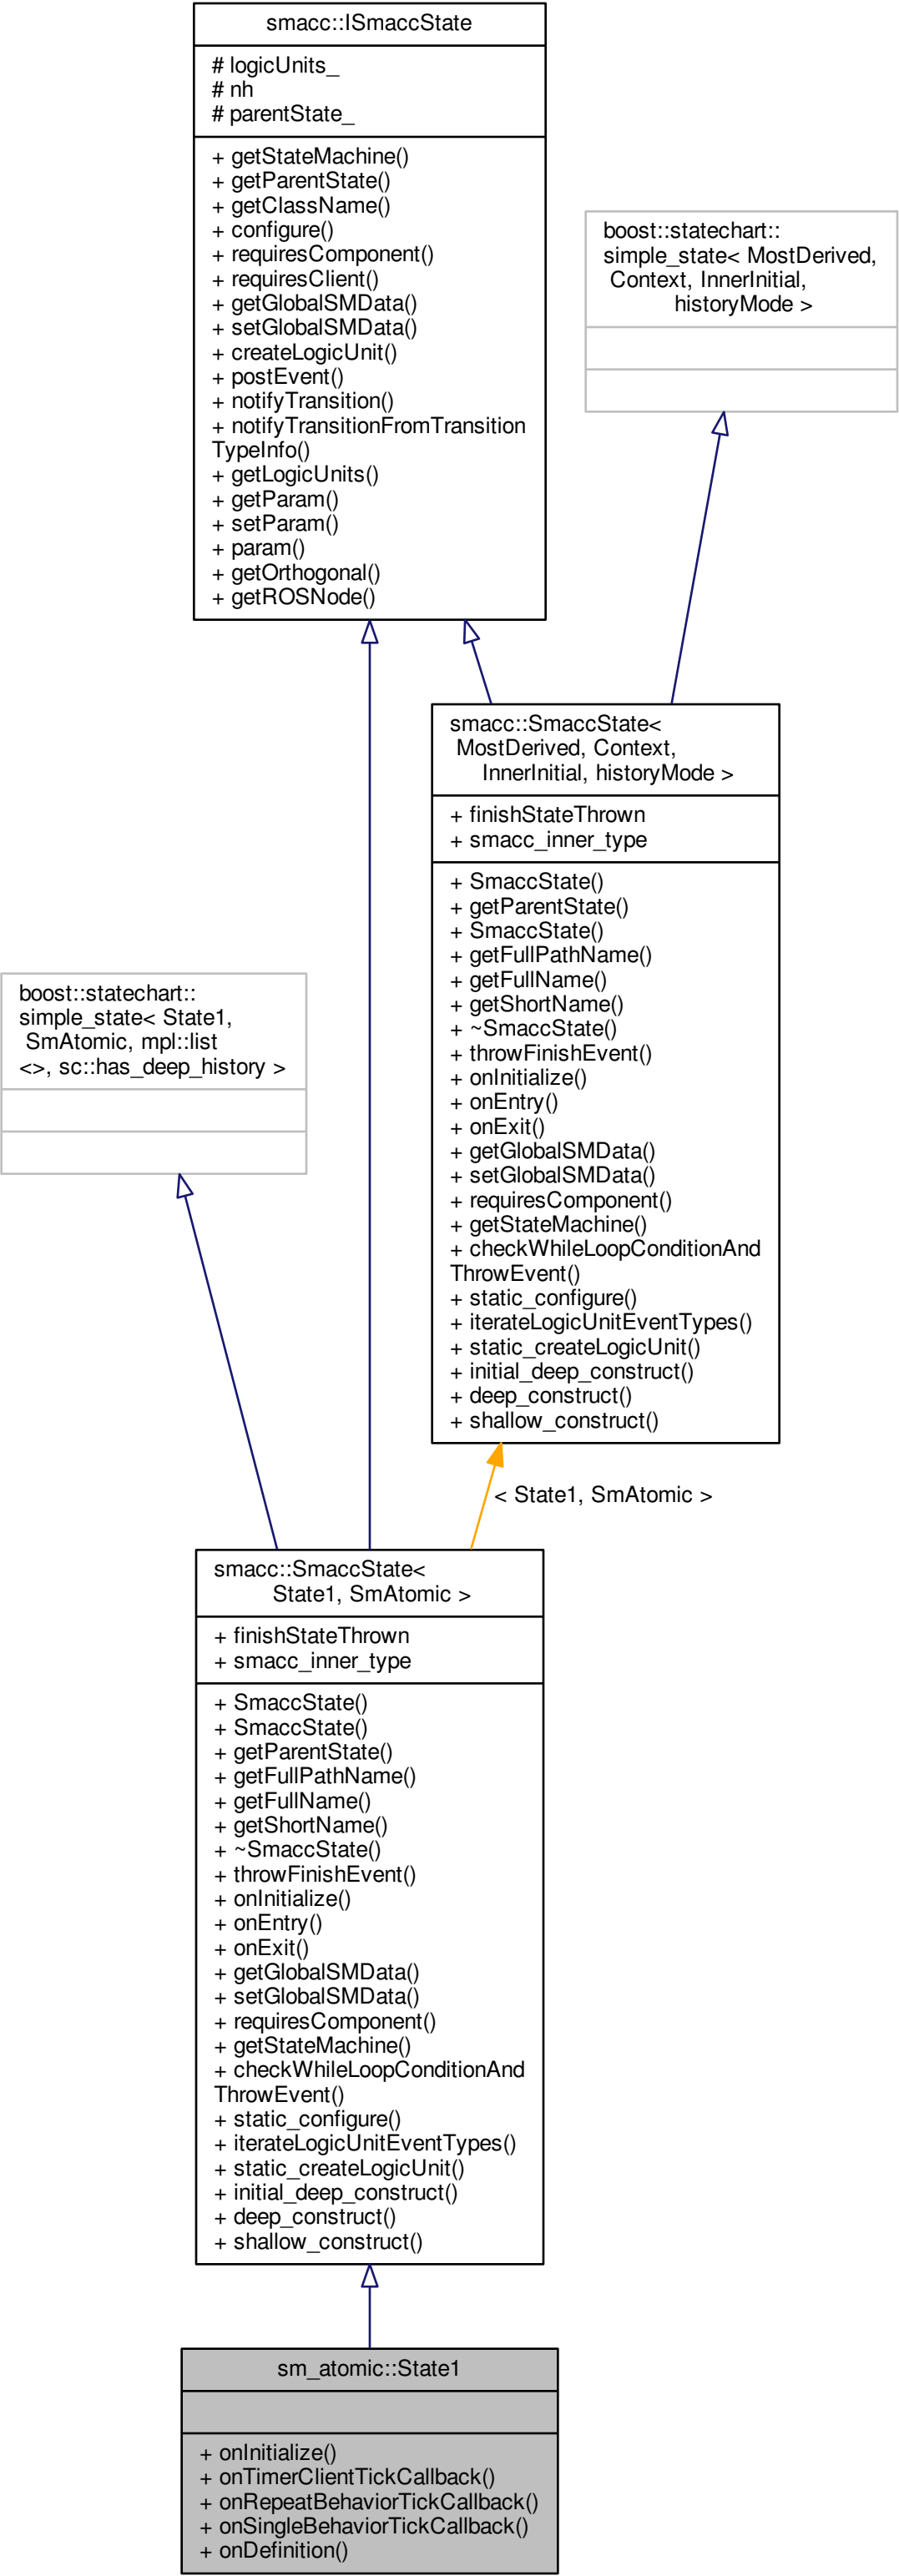 smacc::ISmaccState
# logicUnits_
# nh
# parentState_
+ getStateMachine()
+ getParentState()
+ getClassName()
+ configure()
+ requiresComponent()
+ requiresClient()
+ getGlobalSMData()
+ setGlobalSMData()
+ createLogicUnit()
+ postEvent()
+ notifyTransition()
+ notifyTransitionFromTransition
TypeInfo()
+ getLogicUnits()
+ getParam()
+ setParam()
+ param()
+ getOrthogonal()
+ getROSNode()
boost::statechart::
simple_state< MostDerived,
Context, InnerInitial,
historyMode >
smacc::SmaccState<
MostDerived, Context,
InnerInitial, historyMode >
+ finishStateThrown
+ smacc_inner_type
+ SmaccState()
+ getParentState()
+ SmaccState()
+ getFullPathName()
+ getFullName()
+ getShortName()
+ ~SmaccState()
+ throwFinishEvent()
+ onInitialize()
+ onEntry()
+ onExit()
+ getGlobalSMData()
+ setGlobalSMData()
+ requiresComponent()
+ getStateMachine()
+ checkWhileLoopConditionAnd
ThrowEvent()
+ static_configure()
+ iterateLogicUnitEventTypes()
+ static_createLogicUnit()
+ initial_deep_construct()
+ deep_construct()
+ shallow_construct()
boost::statechart::
simple_state< State1,
SmAtomic, mpl::list
<>, sc::has_deep_history >
< State1, SmAtomic >
smacc::SmaccState<
State1, SmAtomic >
+ finishStateThrown
+ smacc_inner_type
+ SmaccState()
+ SmaccState()
+ getParentState()
+ getFullPathName()
+ getFullName()
+ getShortName()
+ ~SmaccState()
+ throwFinishEvent()
+ onInitialize()
+ onEntry()
+ onExit()
+ getGlobalSMData()
+ setGlobalSMData()
+ requiresComponent()
+ getStateMachine()
+ checkWhileLoopConditionAnd
ThrowEvent()
+ static_configure()
+ iterateLogicUnitEventTypes()
+ static_createLogicUnit()
+ initial_deep_construct()
+ deep_construct()
+ shallow_construct()
sm_atomic::State1
+ onInitialize()
+ onTimerClientTickCallback()
+ onRepeatBehaviorTickCallback()
+ onSingleBehaviorTickCallback()
+ onDefinition()